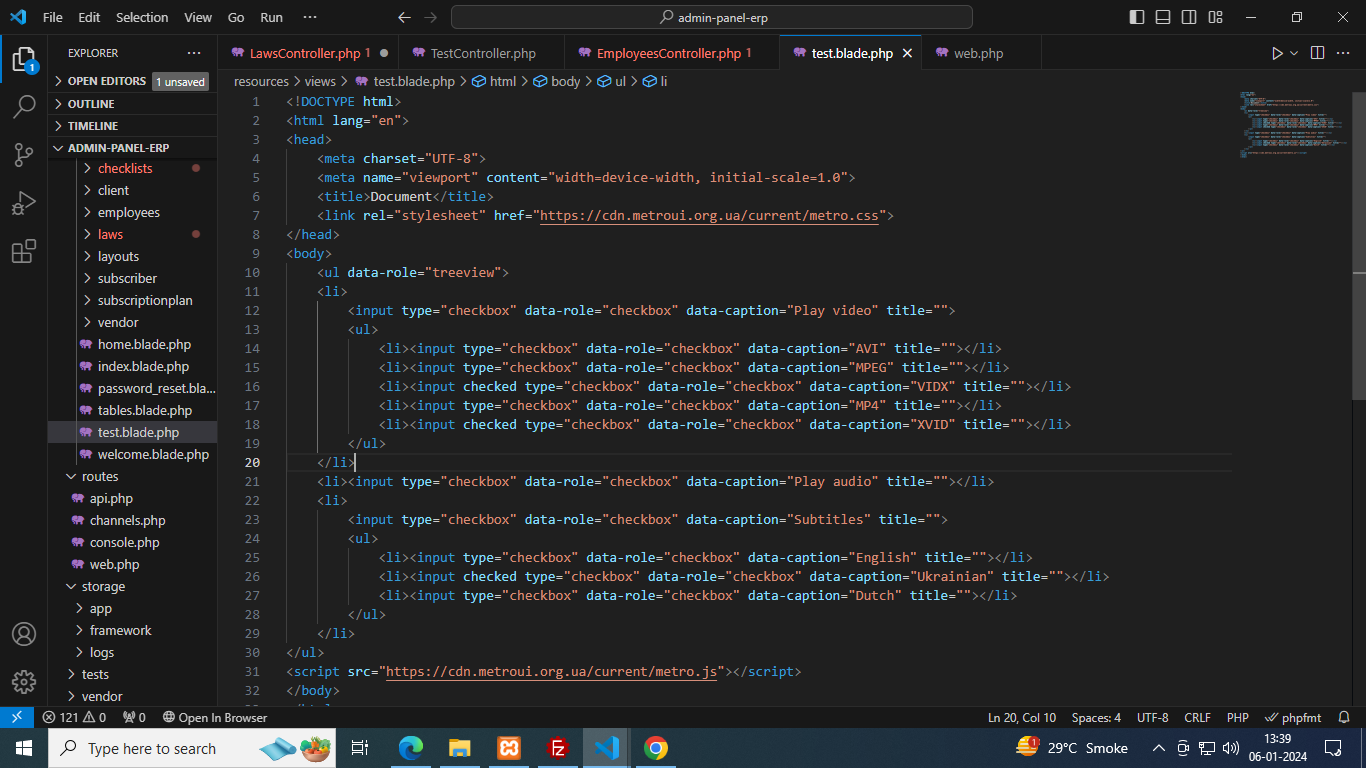 File Edit Selection View Go Run ··· admin-panel-erp
EXPLORER ···
LawsController.php 1 TestController.php EmployeesController.php 1 test.blade.php web.php
OPEN EDITORS 1 unsaved
resources > views > test.blade.php > html > body > ul > li
OUTLINE
TIMELINE
ADMIN-PANEL-ERP
checklists
client
employees
laws
layouts
subscriber
subscriptionplan
vendor
home.blade.php
index.blade.php
password_reset.bla...
tables.blade.php
test.blade.php
welcome.blade.php
routes
api.php
channels.php
console.php
web.php
storage
app
framework
logs
tests
vendor
1 <!DOCTYPE html>
2 <html lang="en">
3 <head>
4     <meta charset="UTF-8">
5     <meta name="viewport" content="width=device-width, initial-scale=1.0">
6     <title>Document</title>
7     <link rel="stylesheet" href="https://cdn.metroui.org.ua/current/metro.css">
8 </head>
9 <body>
10     <ul data-role="treeview">
11     <li>
12         <input type="checkbox" data-role="checkbox" data-caption="Play video" title="">
13         <ul>
14             <li><input type="checkbox" data-role="checkbox" data-caption="AVI" title=""></li>
15             <li><input type="checkbox" data-role="checkbox" data-caption="MPEG" title=""></li>
16             <li><input checked type="checkbox" data-role="checkbox" data-caption="VIDX" title=""></li>
17             <li><input type="checkbox" data-role="checkbox" data-caption="MP4" title=""></li>
18             <li><input checked type="checkbox" data-role="checkbox" data-caption="XVID" title=""></li>
19         </ul>
20     </li>
21     <li><input type="checkbox" data-role="checkbox" data-caption="Play audio" title=""></li>
22     <li>
23         <input type="checkbox" data-role="checkbox" data-caption="Subtitles" title="">
24         <ul>
25             <li><input type="checkbox" data-role="checkbox" data-caption="English" title=""></li>
26             <li><input checked type="checkbox" data-role="checkbox" data-caption="Ukrainian" title=""></li>
27             <li><input type="checkbox" data-role="checkbox" data-caption="Dutch" title=""></li>
28         </ul>
29     </li>
30 </ul>
31 <script src="https://cdn.metroui.org.ua/current/metro.js"></script>
32 </body>
121 0 0 Open In Browser Ln 20, Col 10 Spaces: 4 UTF-8 CRLF PHP phpfmt
Type here to search 29°C Smoke 13:39
06-01-2024